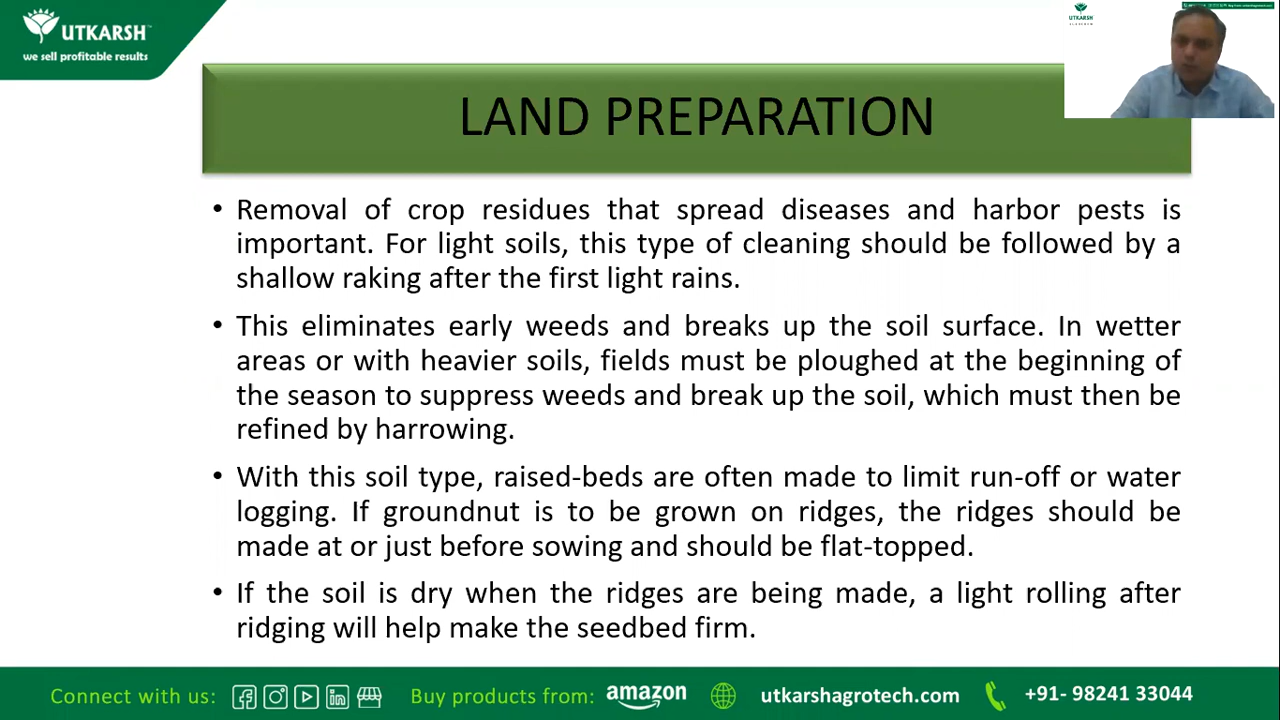 UTKARSH
we sell profitable results
UTKARSH
LAND PREPARATION
• Removal of crop residues that spread diseases and harbor pests is
important. For light soils, this type of cleaning should be followed by a
shallow raking after the first light rains.
• This eliminates early weeds and breaks up the soil surface. In wetter
areas or with heavier soils, fields must be ploughed at the beginning of
the season to suppress weeds and break up the soil, which must then be
refined by harrowing.
• With this soil type, raised-beds are often made to limit run-off or water
logging. If groundnut is to be grown on ridges, the ridges should be
made at or just before sowing and should be flat-topped.
• If the soil is dry when the ridges are being made, a light rolling after
ridging will help make the seedbed firm.
Connect with us: Buy products from: amazon utkarshagrotech.com +91- 98241 33044